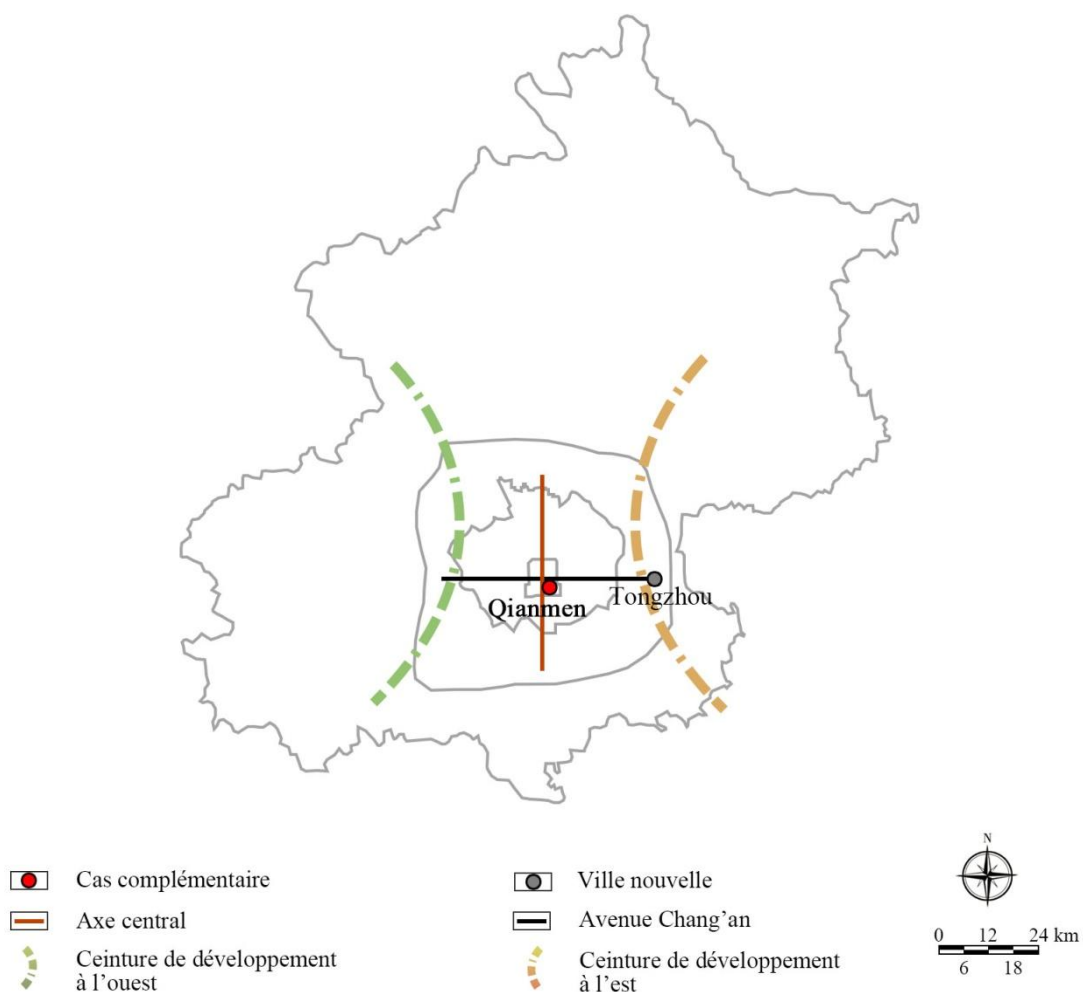 Qianmen
Tongzhou
Cas complémentaire
Ville nouvelle
Axe central
Avenue Chang’an
Ceinture de développement
à l’ouest
Ceinture de développement
à l’est
N
0 12 24 km
6 18